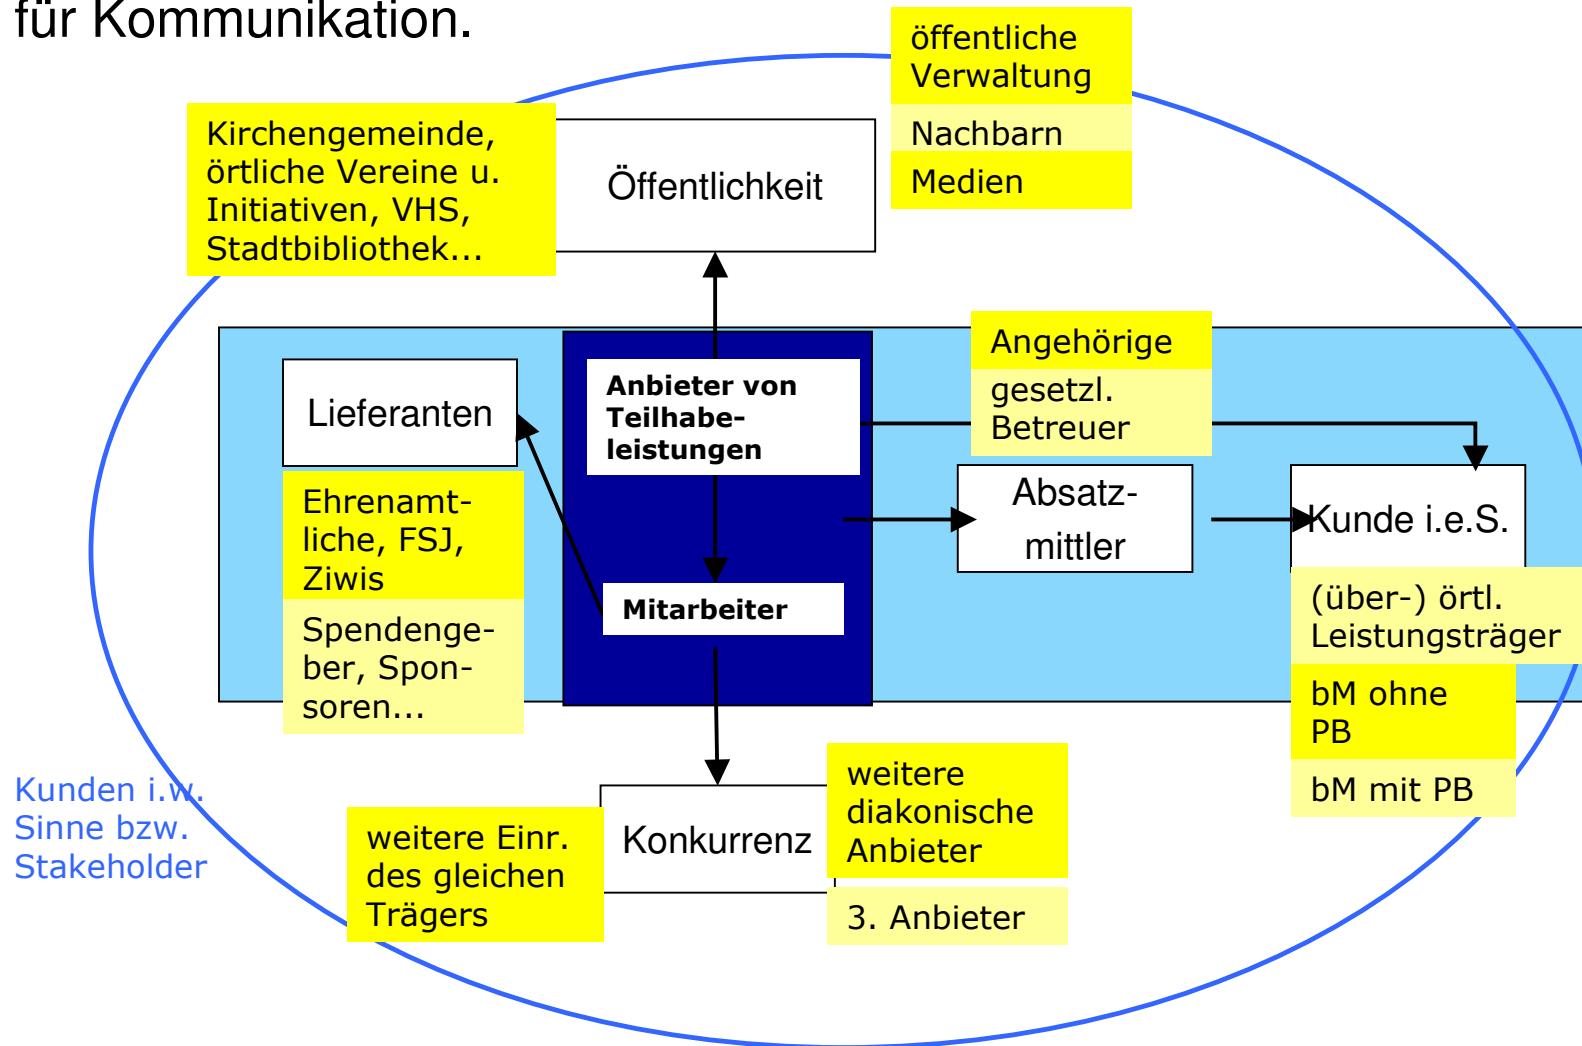 für Kommunikation.
öffentliche
Verwaltung
Nachbarn
Medien
Kirchengemeinde,
örtliche Vereine u.
Initiativen, VHS,
Stadtbibliothek...
Öffentlichkeit
Lieferanten
Anbieter von
Teilhabe-
leistungen
Angehörige
gesetzl.
Betreuer
Ehrenamt-
liche, FSJ,
Ziwis
Spendenge-
ber, Spon-
soren...
Mitarbeiter
Absatz-
mittler
Kunde i.e.S.
(über-) örtl.
Leistungsträger
bM ohne
PB
bM mit PB
Kunden i.w.
Sinne bzw.
Stakeholder
weitere Einr.
des gleichen
Trägers
Konkurrenz
weitere
diakonische
Anbieter
3. Anbieter